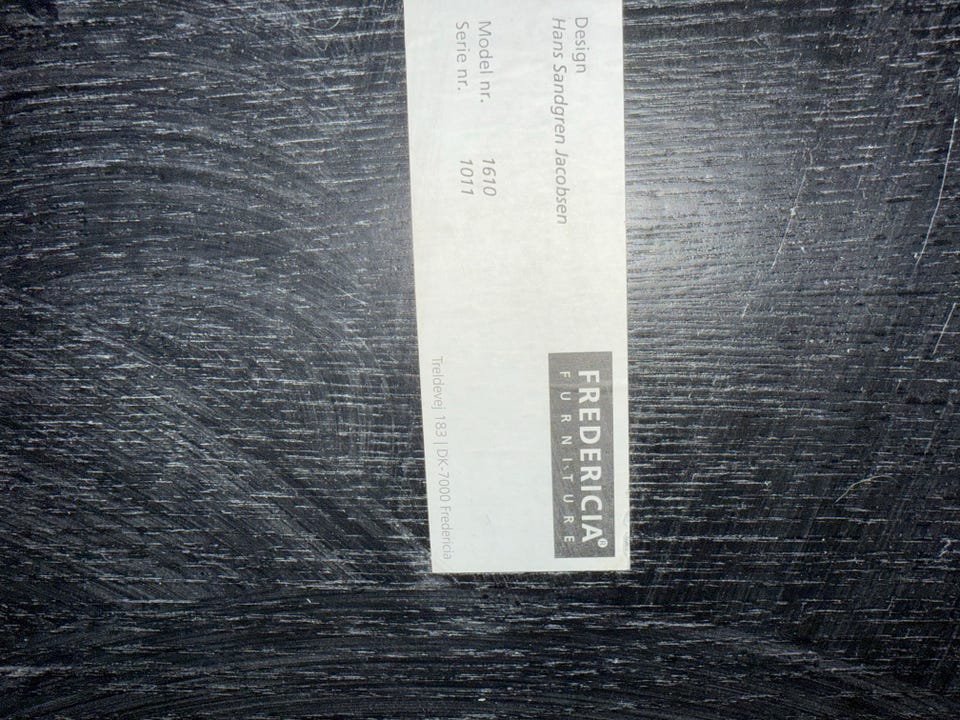 Design
Hans Sandgren Jacobsen
Model nr. 1610
Serie nr. 1011
FREDERICIA®
FURNITURE
Treldevej 183 | DK-7000 Fredericia